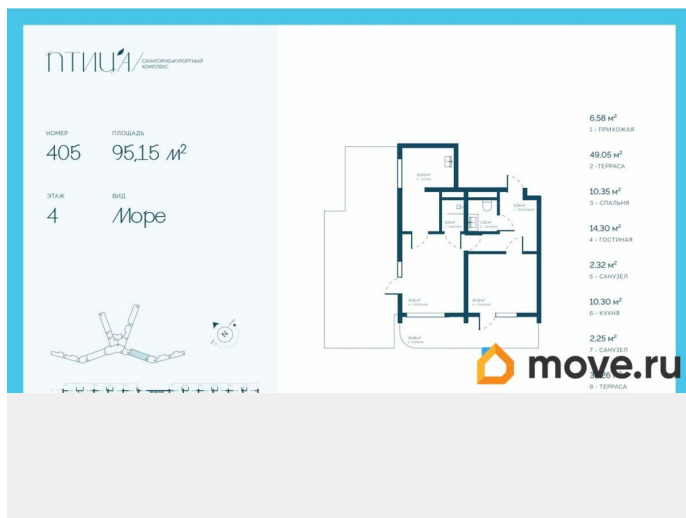 ПТИЦА/
САНАТОРНО-КУРОРТНЫЙ
КОМПЛЕКС
НОМЕР
405
ПЛОЩАДЬ
95,15 м²
ЭТАЖ
4
ВИД
Море
N
6.58 м²
1 - ПРИХОЖАЯ
49.05 м²
2 -ТЕРРАСА
10.35 м²
3 - СПАЛЬНЯ
14.30 м²
4 - ГОСТИНАЯ
2,32 м²
5 - САНУЗЕЛ
10.30 м²
6 - КУХНЯ
2,25 м²
7 - САНУЗЕЛ
8 - ТЕРРАСА
move.ru